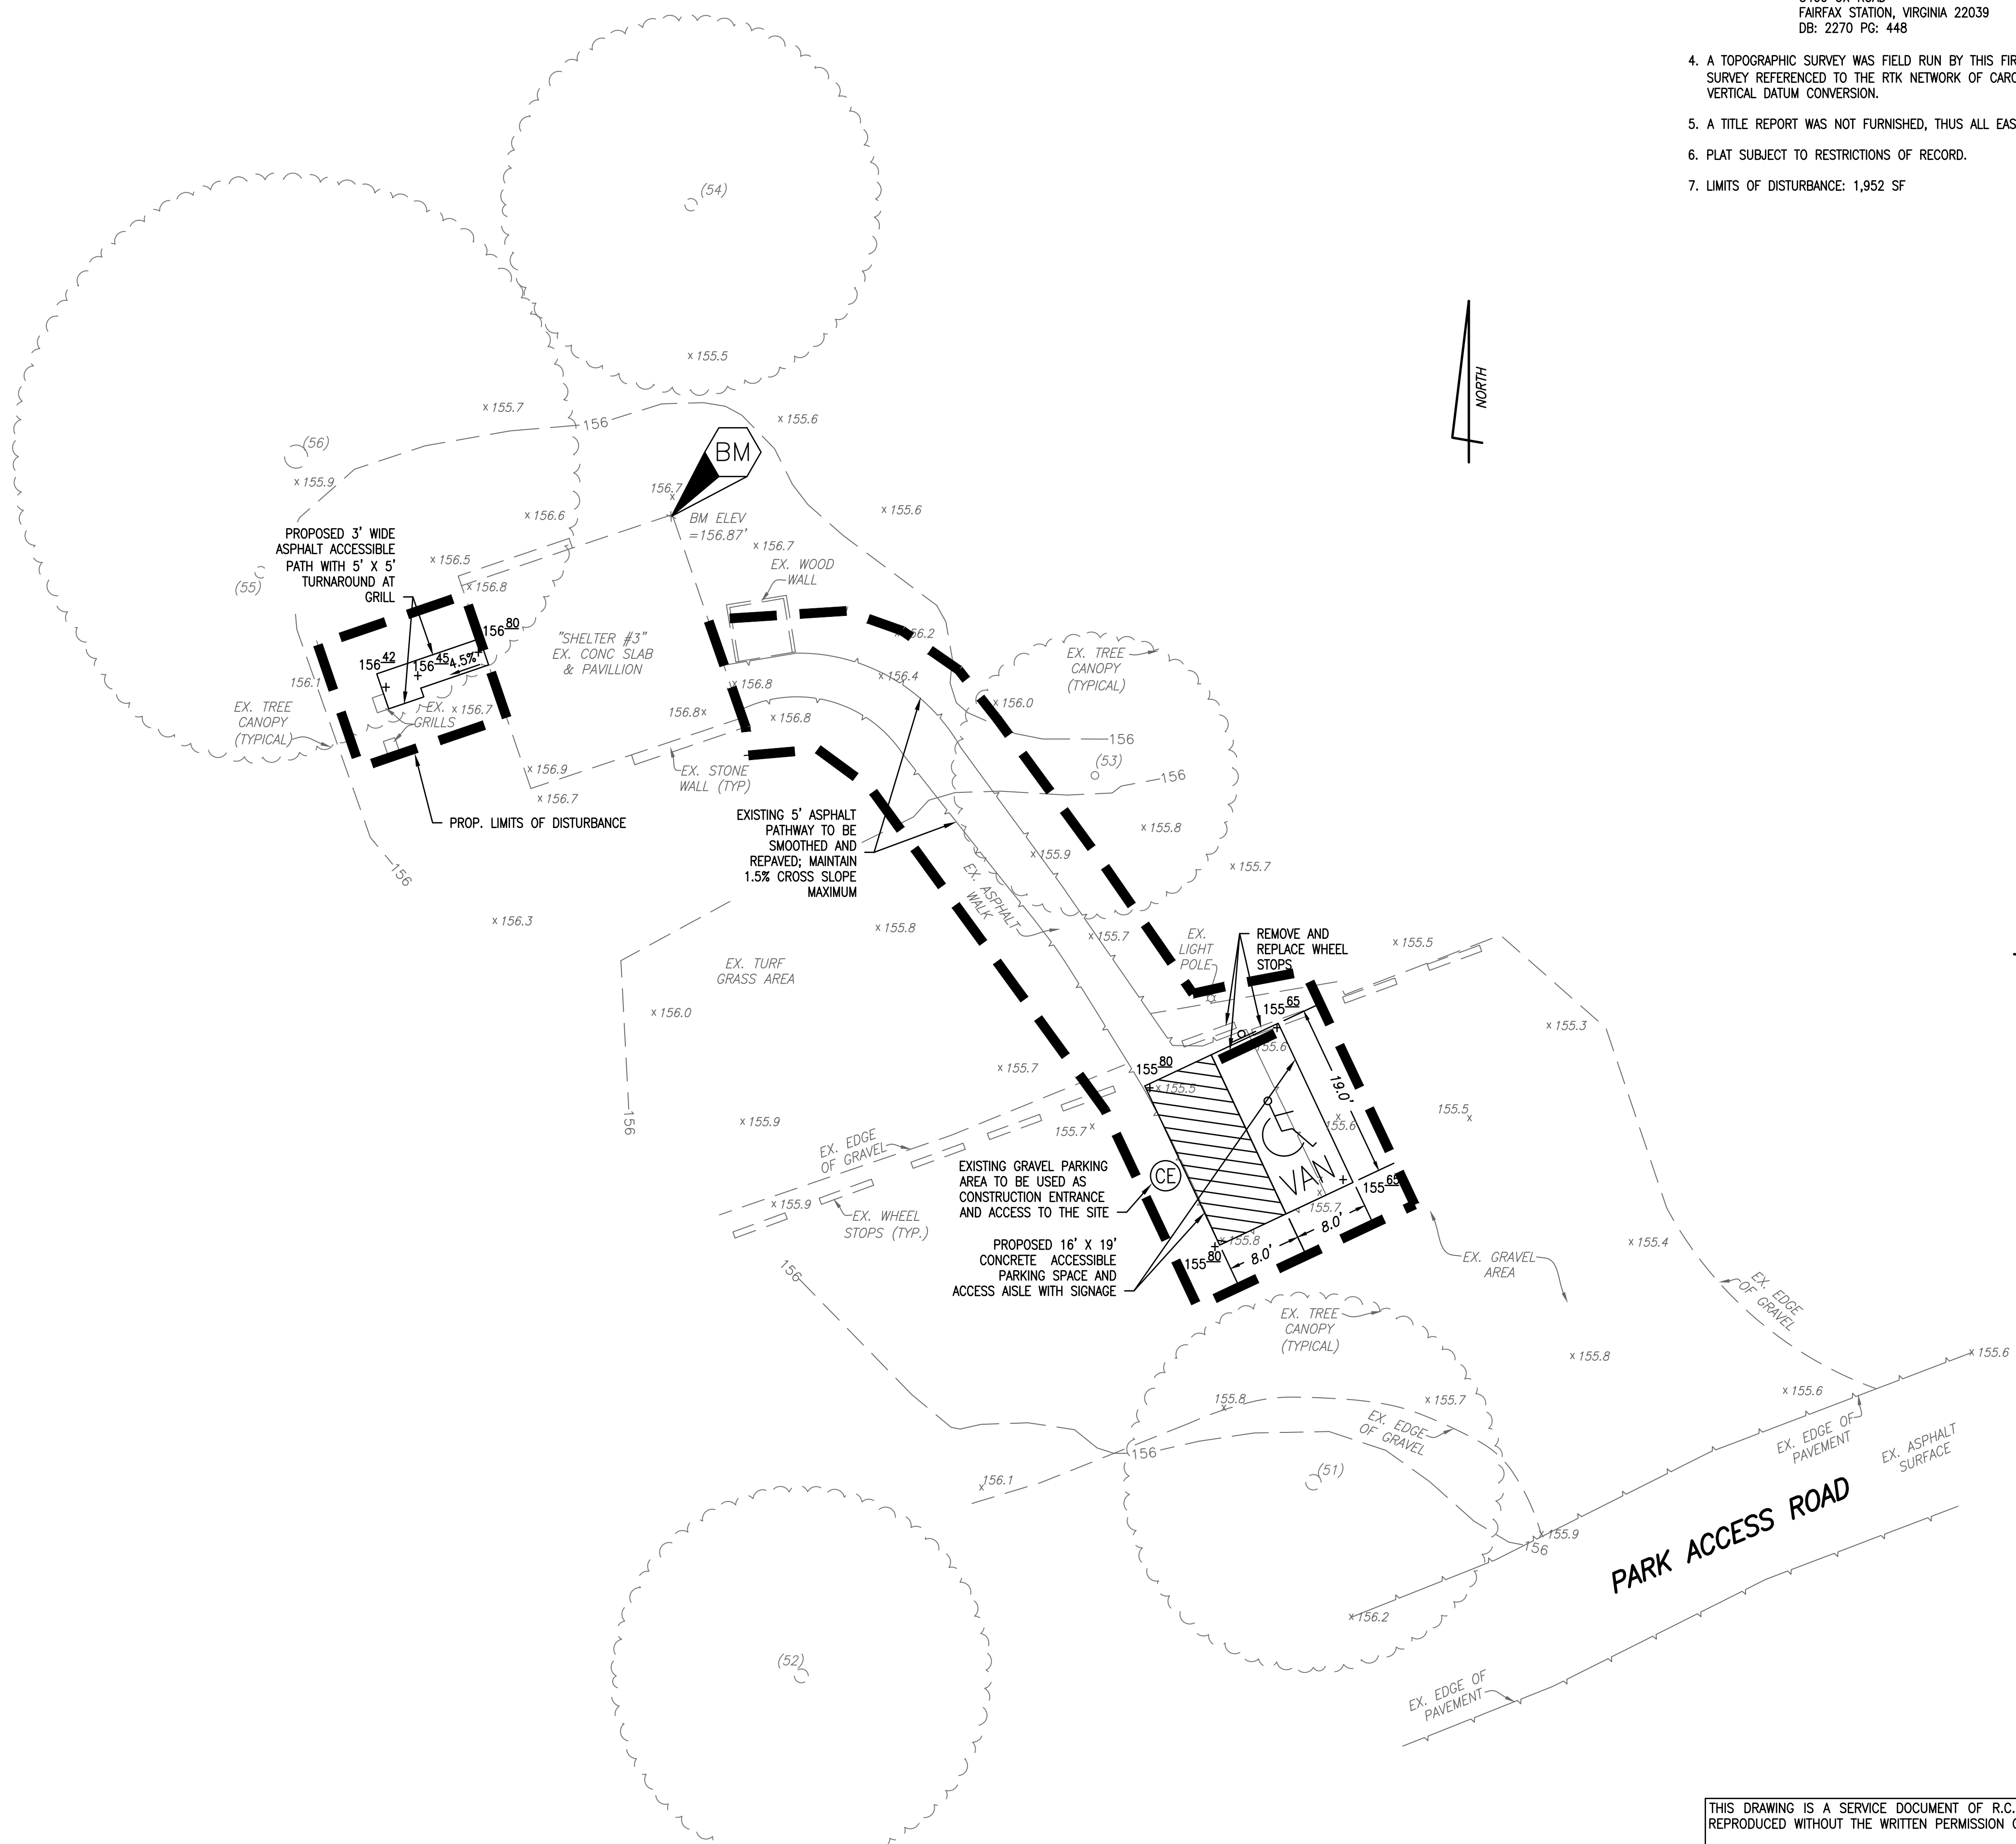 FAIRFAX STATION, VIRGINIA 22039
DB: 2270 PG: 448
4. A TOPOGRAPHIC SURVEY WAS FIELD RUN BY THIS FIR
SURVEY REFERENCED TO THE RTK NETWORK OF CARO
VERTICAL DATUM CONVERSION.
5. A TITLE REPORT WAS NOT FURNISHED, THUS ALL EAS
6. PLAT SUBJECT TO RESTRICTIONS OF RECORD.
7. LIMITS OF DISTURBANCE: 1,952 SF
(54)
x 155.5
NORTH
x 155.7
156
x 155.6
(56)
BM
x 155.9
156.7
x
x 155.6
x 156.6
BM ELEV
=156.87'
PROPOSED 3' WIDE
ASPHALT ACCESSIBLE
PATH WITH 5' X 5'
TURNAROUND AT
GRILL
x 156.5
x 156.7
EX. WOOD
WALL
(55)
x 156.8
156 80
"SHELTER #3"
EX. CONC SLAB
& PAVILLION
156.2
156 42
156 45
4.5%
EX. TREE
CANOPY
(TYPICAL)
156.1
x 156.8
x 156.4
x 156.0
EX. TREE
CANOPY
(TYPICAL)
EX.
GRILLS
x 156.7
156.8 x
x 156.8
156
(53)
156
x 156.9
EX. STONE
WALL (TYP)
x 156.7
PROP. LIMITS OF DISTURBANCE
EXISTING 5' ASPHALT
PATHWAY TO BE
SMOOTHED AND
REPAVED; MAINTAIN
1.5% CROSS SLOPE
MAXIMUM
x 155.8
x 155.9
x 155.7
156
EX. ASPHALT
WALK
x 156.3
x 155.8
x 155.7
EX.
LIGHT
POLE
REMOVE AND
REPLACE WHEEL
STOPS
x 155.5
EX. TURF
GRASS AREA
x 156.0
155 65
x 155.3
155.6
x 155.7
155 80
x 155.5
19.0'
156
x 155.9
155.7 x
x
155.6
155.5
x
EX. EDGE
OF GRAVEL
EXISTING GRAVEL PARKING
AREA TO BE USED AS
CONSTRUCTION ENTRANCE
AND ACCESS TO THE SITE
CE
VAN
155 65
x 155.9
155.7
EX. WHEEL
STOPS (TYP.)
8.0'
8.0'
x 155.8
155 80
x 155.4
PROPOSED 16' X 19'
CONCRETE ACCESSIBLE
PARKING SPACE AND
ACCESS AISLE WITH SIGNAGE
EX. GRAVEL
AREA
156
EX. EDGE
OF GRAVEL
EX. TREE
CANOPY
(TYPICAL)
x 155.8
x 155.6
x 155.6
155.8
x
x 155.7
EX. EDGE
OF GRAVEL
EX. EDGE OF
PAVEMENT
EX. ASPHALT
SURFACE
156
(51)
156.1
x
PARK ACCESS ROAD
x 155.9
156
x 156.2
(52)
EX. EDGE OF
PAVEMENT
THIS DRAWING IS A SERVICE DOCUMENT OF R.C.
REPRODUCED WITHOUT THE WRITTEN PERMISSION